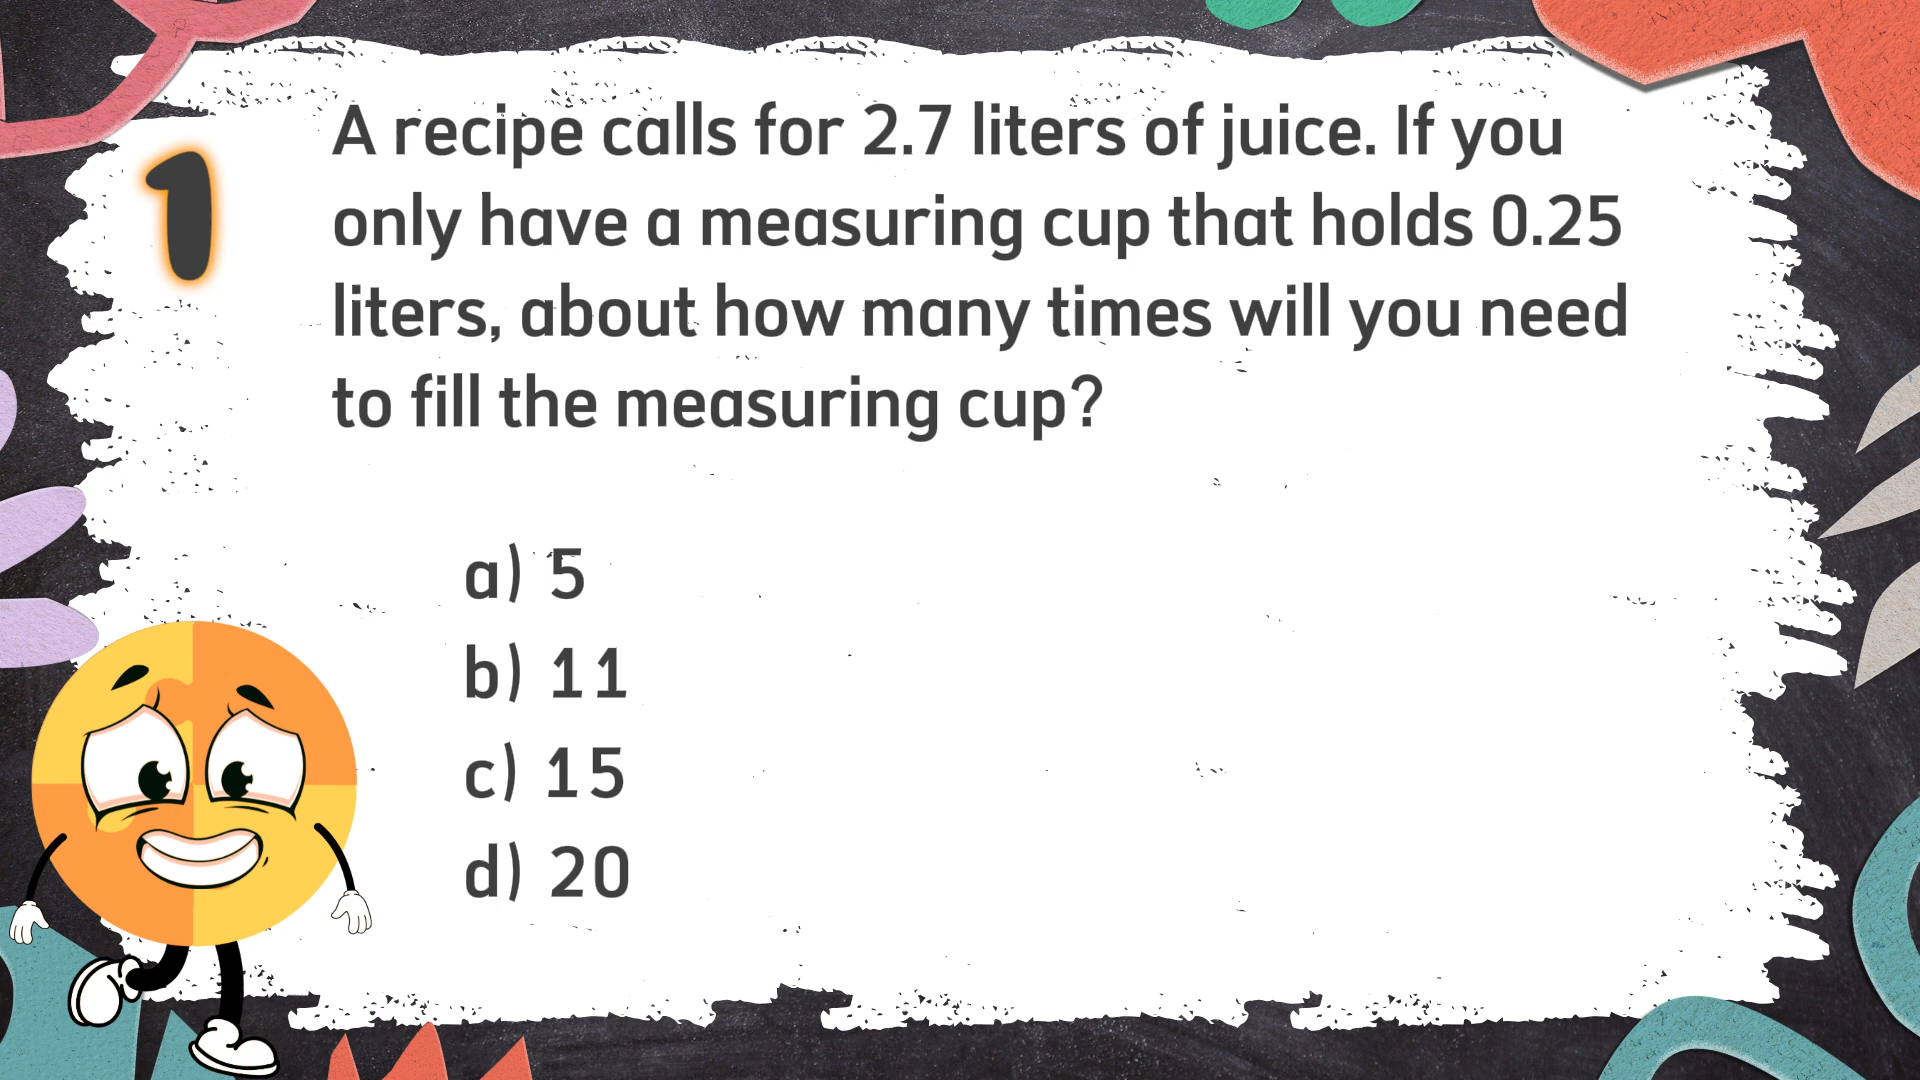 1
A recipe calls for 2.7 liters of juice. If you
only have a measuring cup that holds 0.25
liters, about how many times will you need
to fill the measuring cup?
a) 5
b) 11
c) 15
d) 20